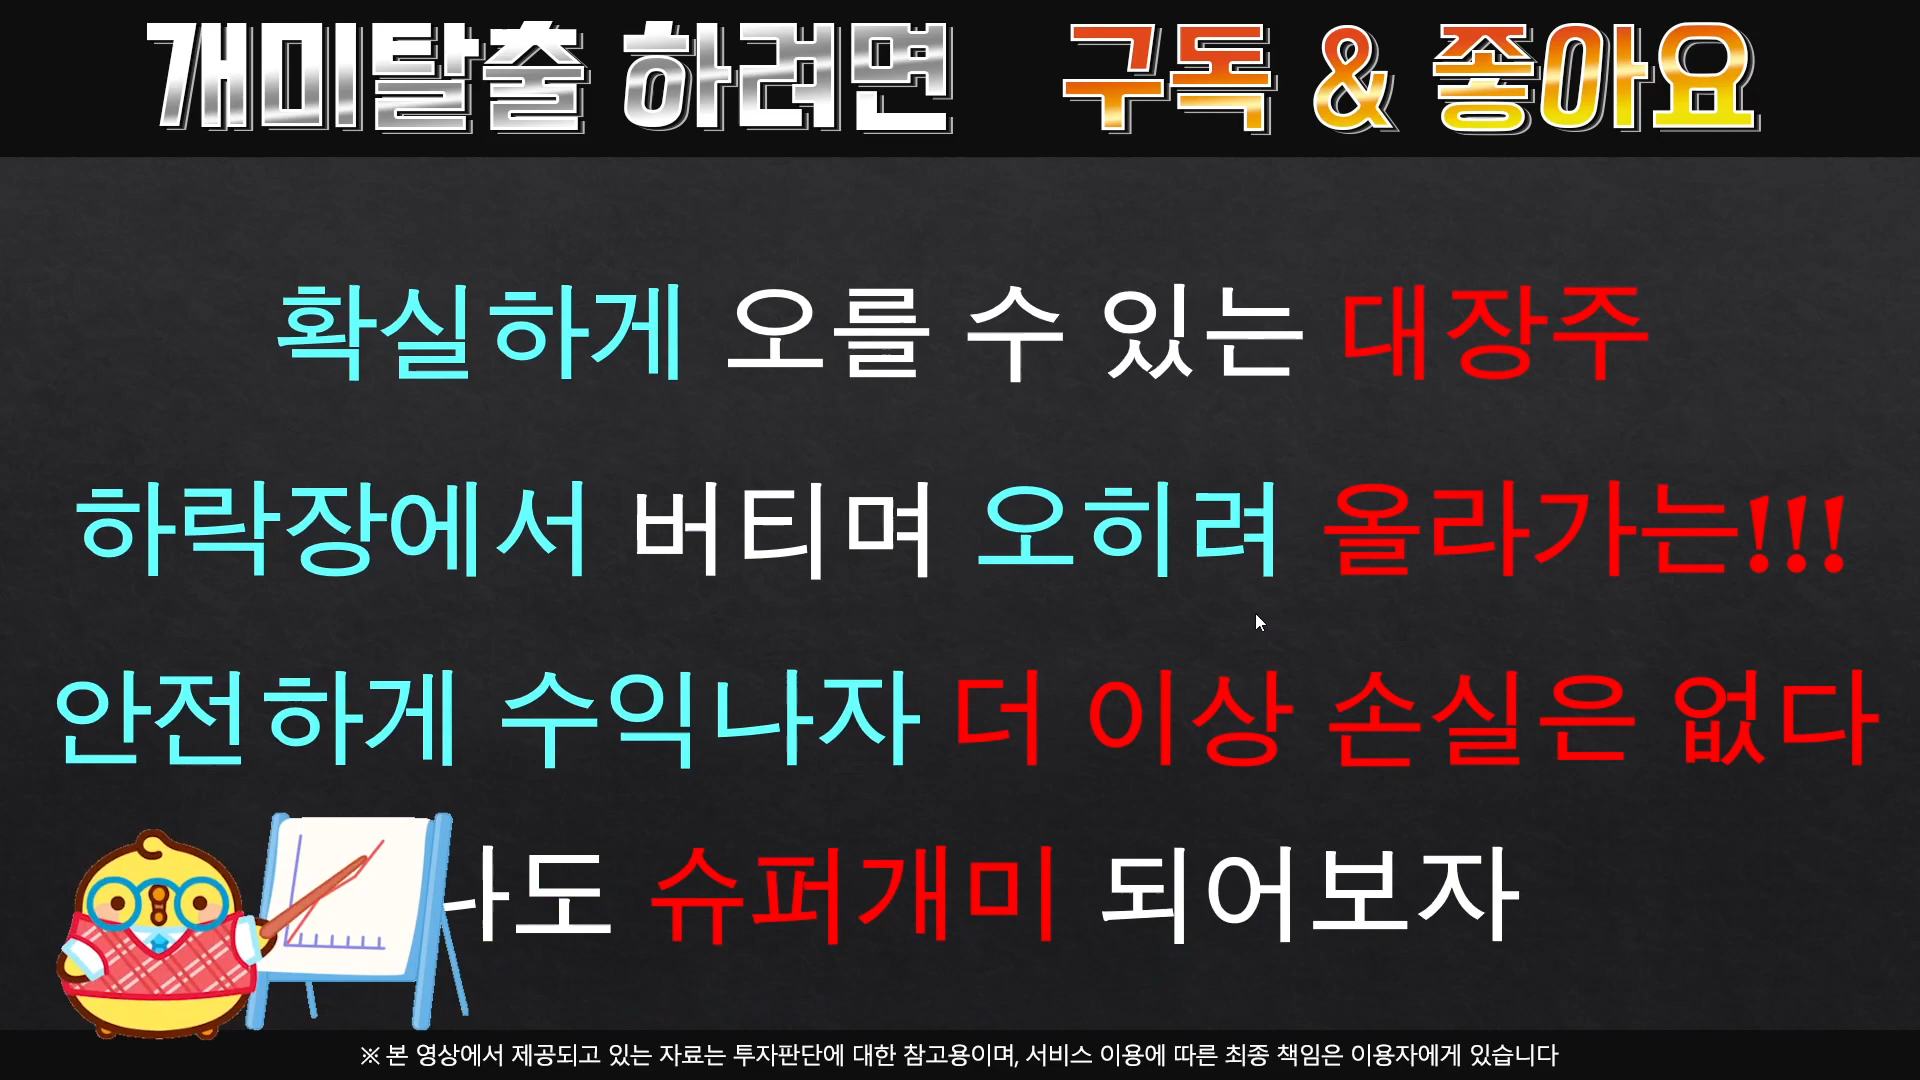 개미탈출 하려면 구독 & 좋아요
확실하게 오를 수 있는 대장주
하락장에서 버티며 오히려 올라가는!!!
안전하게 수익나자 더 이상 손실은 없다
슈퍼개미 되어보자
※ 본 영상에서 제공되고 있는 자료는 투자판단에 대한 참고용이며, 서비스 이용에 따른 최종 책임은 이용자에게 있습니다